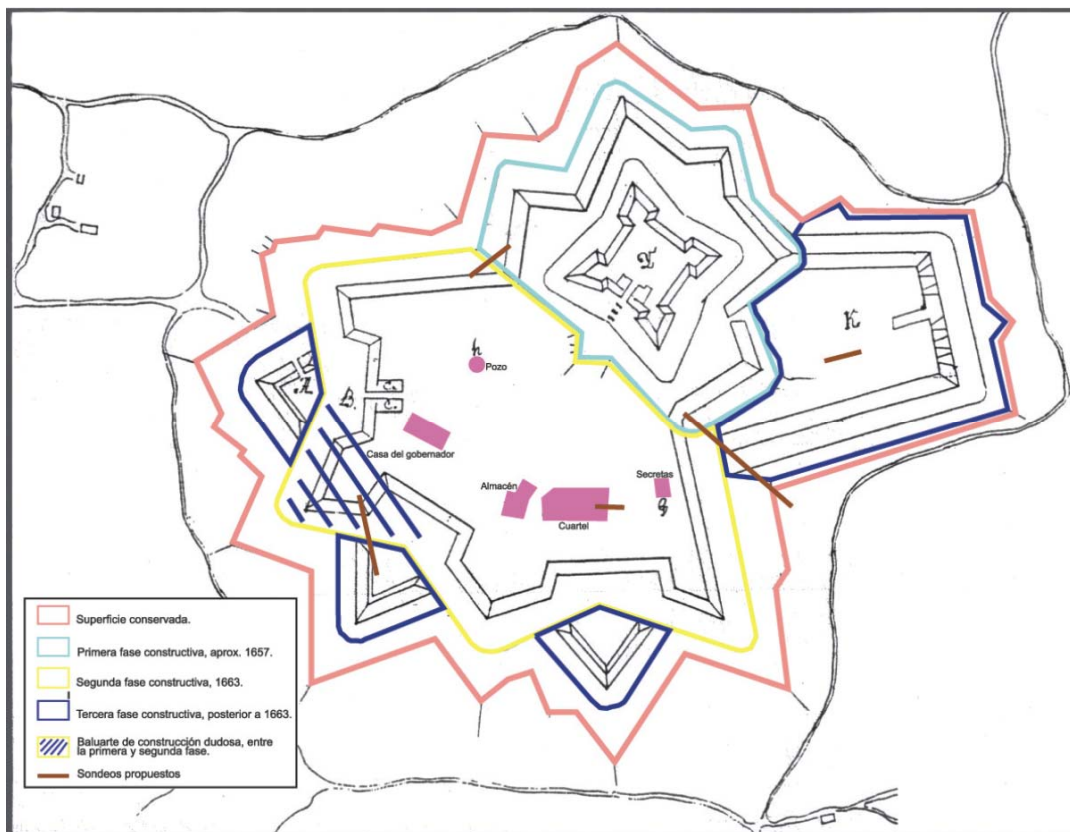 K
h
Pozo
A
B.
C.
C.
Casa del gobernador
Almacén
Secretas
Cuartel
Superficie conservada.
Primera fase constructiva, aprox. 1657.
Segunda fase constructiva, 1663.
Tercera fase constructiva, posterior a 1663.
Baluarte de construcción dudosa, entre
la primera y segunda fase.
Sondeos propuestos